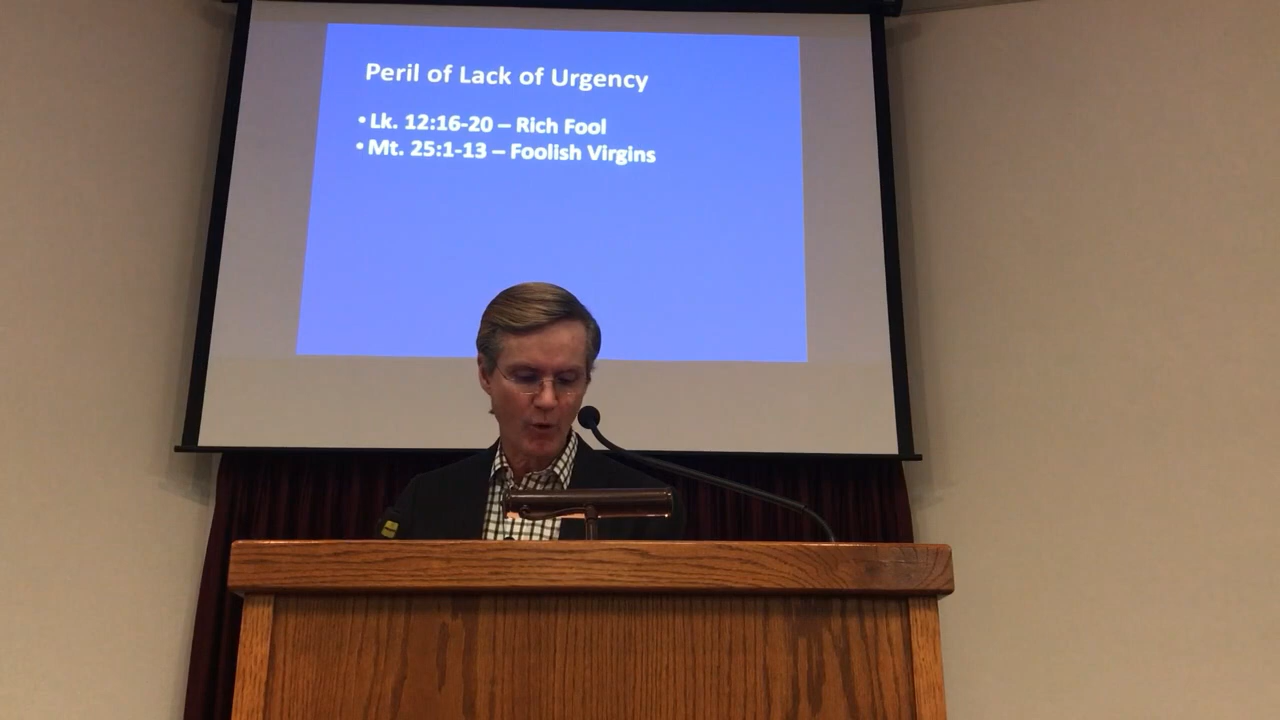 Peril of Lack of Urgency
• Lk. 12:16-20 – Rich Fool
• Mt. 25:1-13 – Foolish Virgins